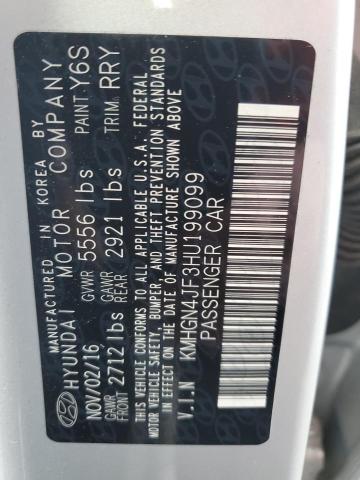 MANUFACTURED IN KOREA BY
HYUNDAI MOTOR COMPANY
NOV/02/16 GVWR 5556 lbs PAINT: Y6S
GAWR FRONT 2712 lbs GAWR REAR 2921 lbs TRIM: RRY
THIS VEHICLE CONFORMS TO ALL APPLICABLE U.S.A. FEDERAL
MOTOR VEHICLE SAFETY, BUMPER, AND THEFT PREVENTION STANDARDS
IN EFFECT ON THE DATE OF MANUFACTURE SHOWN ABOVE
V.I.N KMHGN4JF3HU199099
PASSENGER CAR